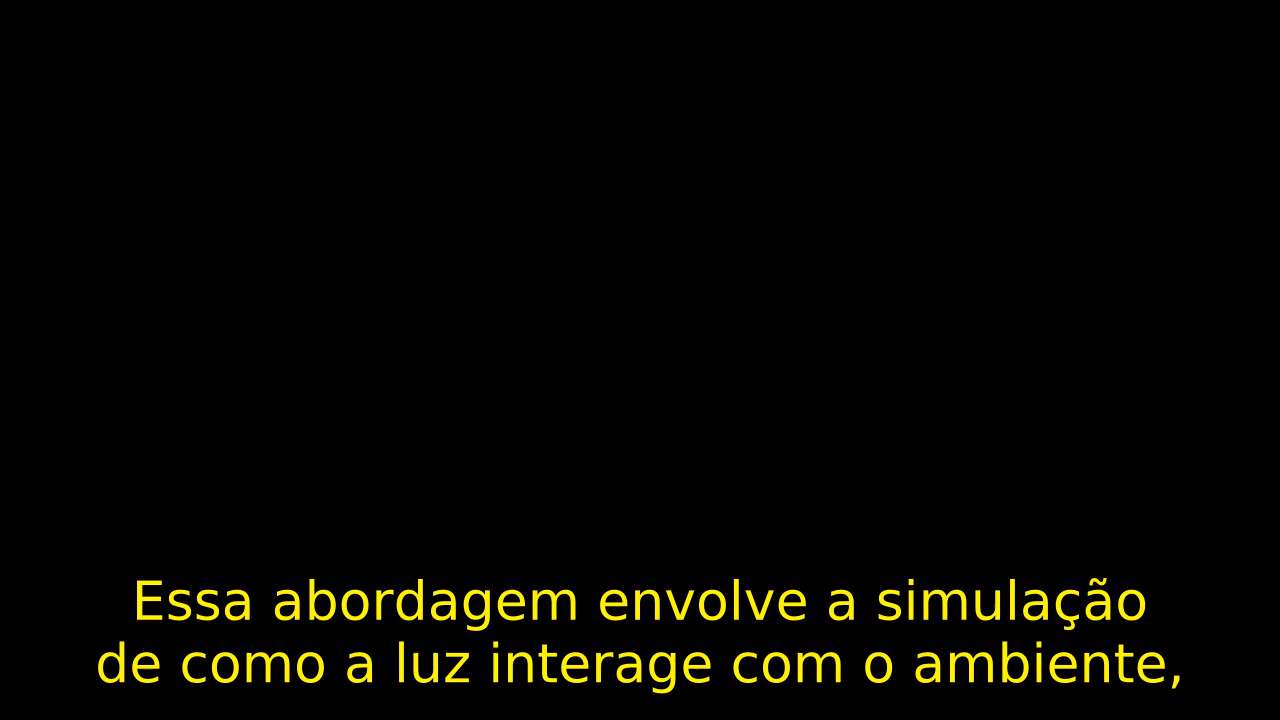 Essa abordagem envolve a simulação
de como a luz interage com o ambiente,